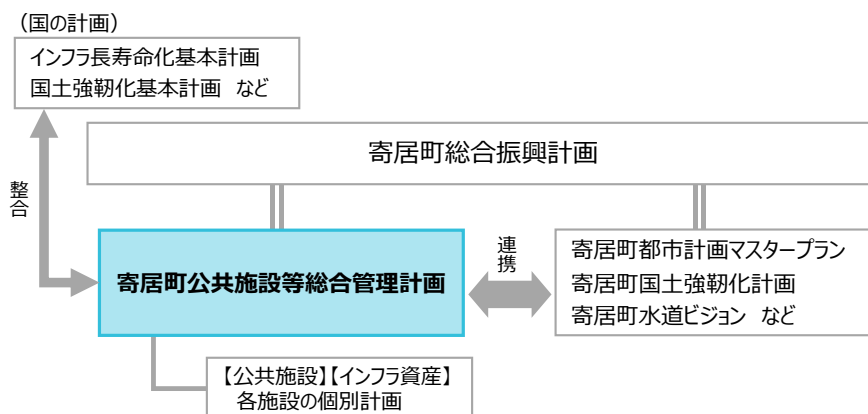 （国の計画）
インフラ長寿命化基本計画
国土強靭化基本計画　など
寄居町総合振興計画
整合
寄居町公共施設等総合管理計画
連携
寄居町都市計画マスタープラン
寄居町国土強靭化計画
寄居町水道ビジョン　など
【公共施設】【インフラ資産】
各施設の個別計画